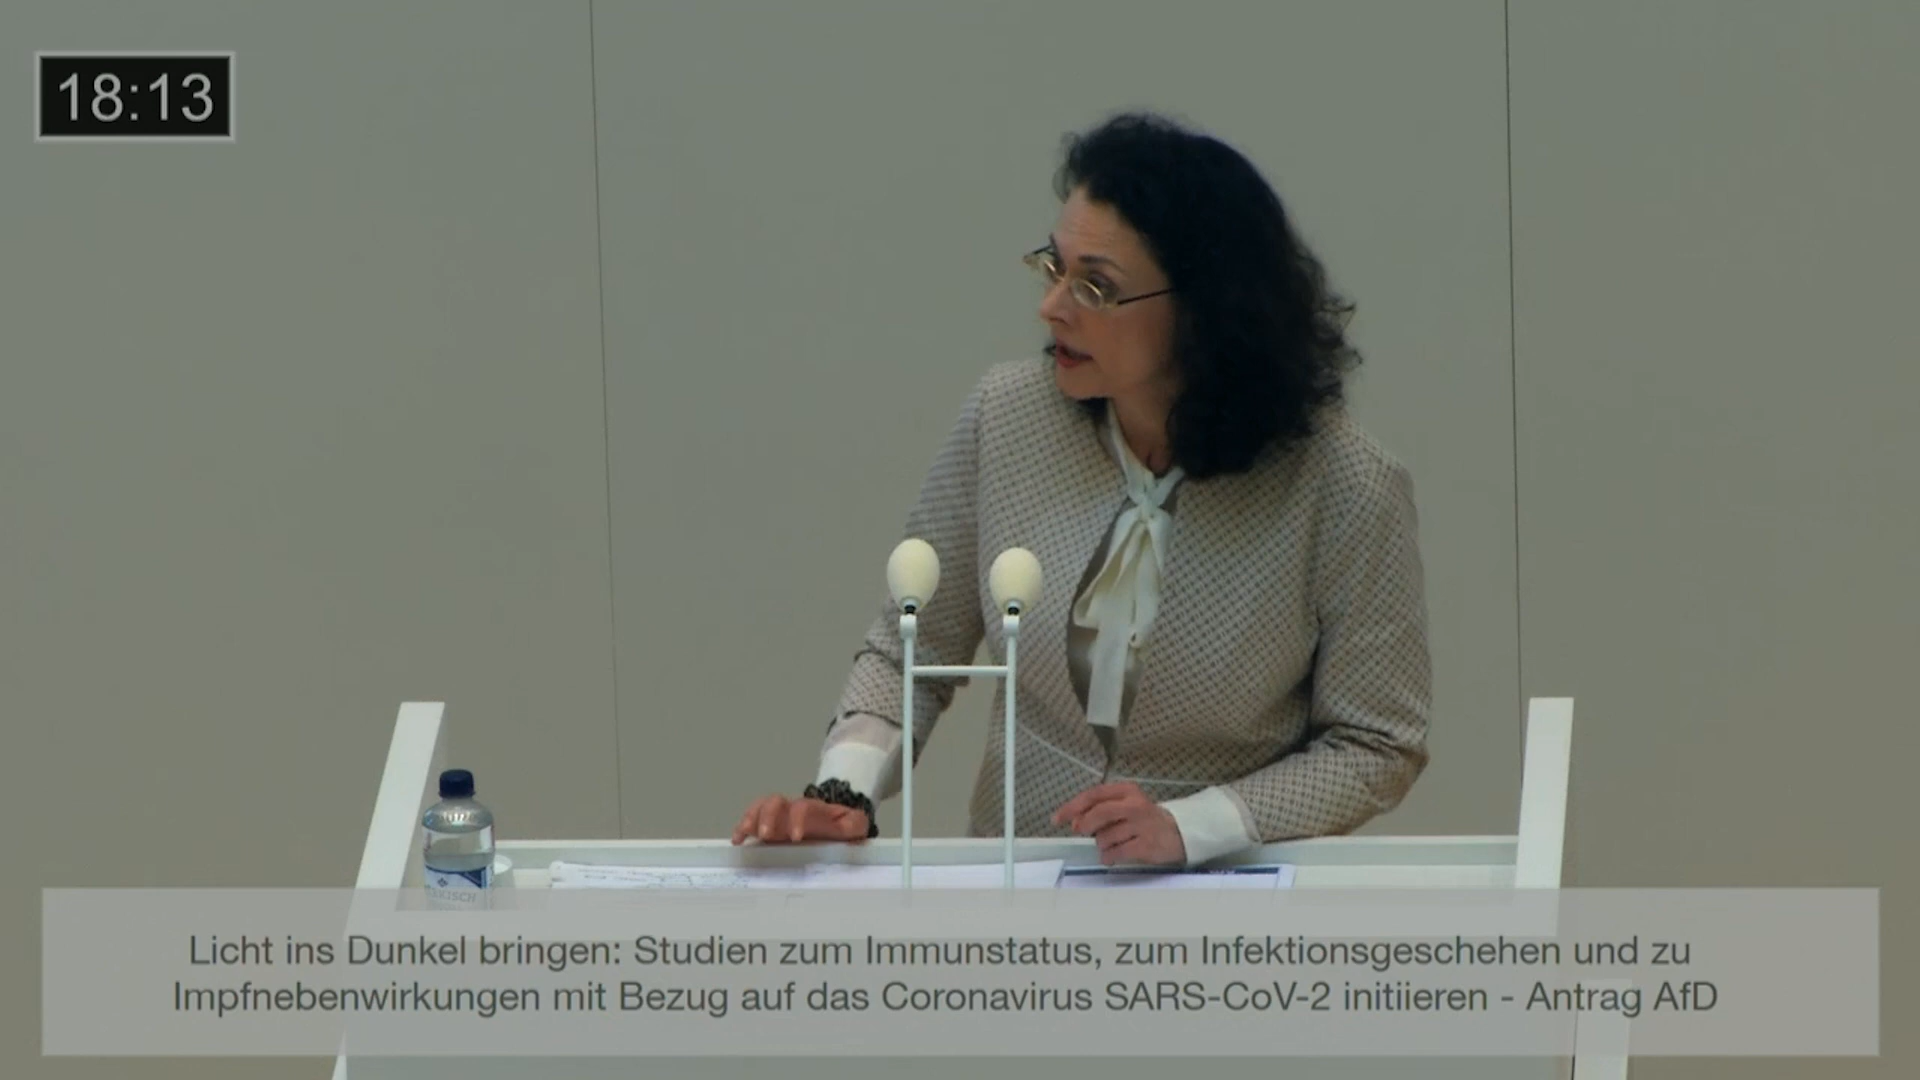 18:13
Licht ins Dunkel bringen: Studien zum Immunstatus, zum Infektionsgeschehen und zu
Impfnebenwirkungen mit Bezug auf das Coronavirus SARS-CoV-2 initiieren - Antrag AfD